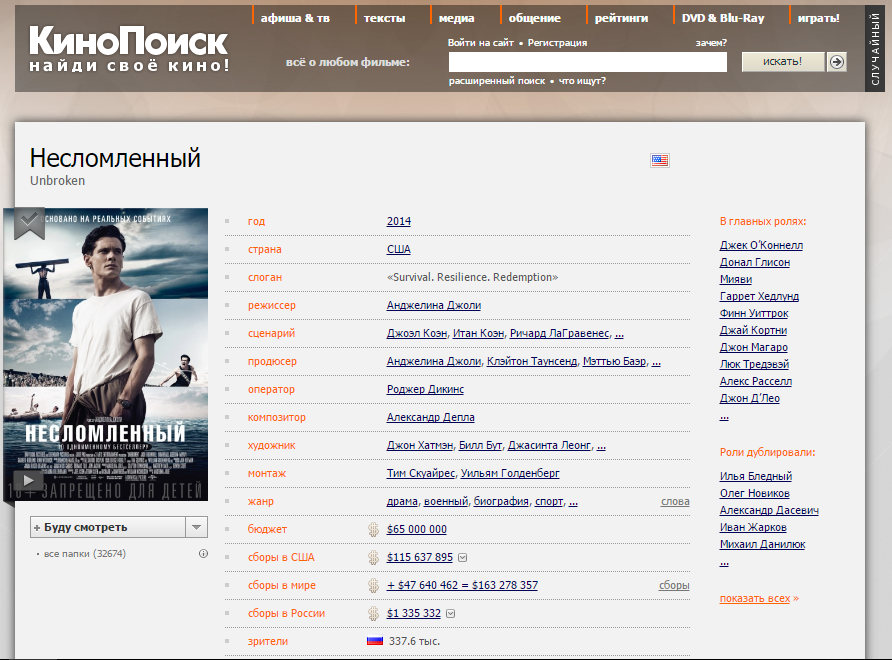 афиша & тв
тексты
медиа
общение
рейтинги
DVD & Blu-Ray
играть!
СЛУЧАЙНЫЙ
КиноПоиск
найди своё кино!
Войти на сайт • Регистрация
зачем?
всё о любом фильме:
искать!
расширенный поиск • что ищут?
Несломленный
Unbroken
ОСНОВАНО НА РЕАЛЬНЫХ СОБЫТИЯХ
НЕСЛОМЛЕННЫЙ
ПО ОДНОИМЕННОМУ БЕСТСЕЛЛЕРУ
ЗАПРЕЩЕНО ДЛЯ ДЕТЕЙ
+ Буду смотреть
• все папки (32674)
год 2014
страна США
слоган «Survival. Resilience. Redemption»
режиссер Анджелина Джоли
сценарий Джоэл Коэн, Итан Коэн, Ричард ЛаГравенес, ...
продюсер Анджелина Джоли, Клэйтон Таунсенд, Мэттью Баэр, ...
оператор Роджер Дикинс
композитор Александр Депла
художник Джон Хатмэн, Билл Бут, Джасинта Леонг, ...
монтаж Тим Скуайрес, Уильям Голденберг
жанр драма, военный, биография, спорт, ... слова
бюджет $65 000 000
сборы в США $115 637 895
сборы в мире + $47 640 462 = $163 278 357 сборы
сборы в России $1 335 332
зрители 337.6 тыс.
В главных ролях:
Джек О’Коннелл
Донал Глисон
Мияви
Гаррет Хедлунд
Финн Уиттрок
Джай Кортни
Джон Магаро
Люк Тредэвэй
Алекс Расселл
Джон Д’Лео
...
Роли дублировали:
Илья Бледный
Олег Новиков
Александр Дасевич
Иван Жарков
Михаил Данилюк
...
показать всех »